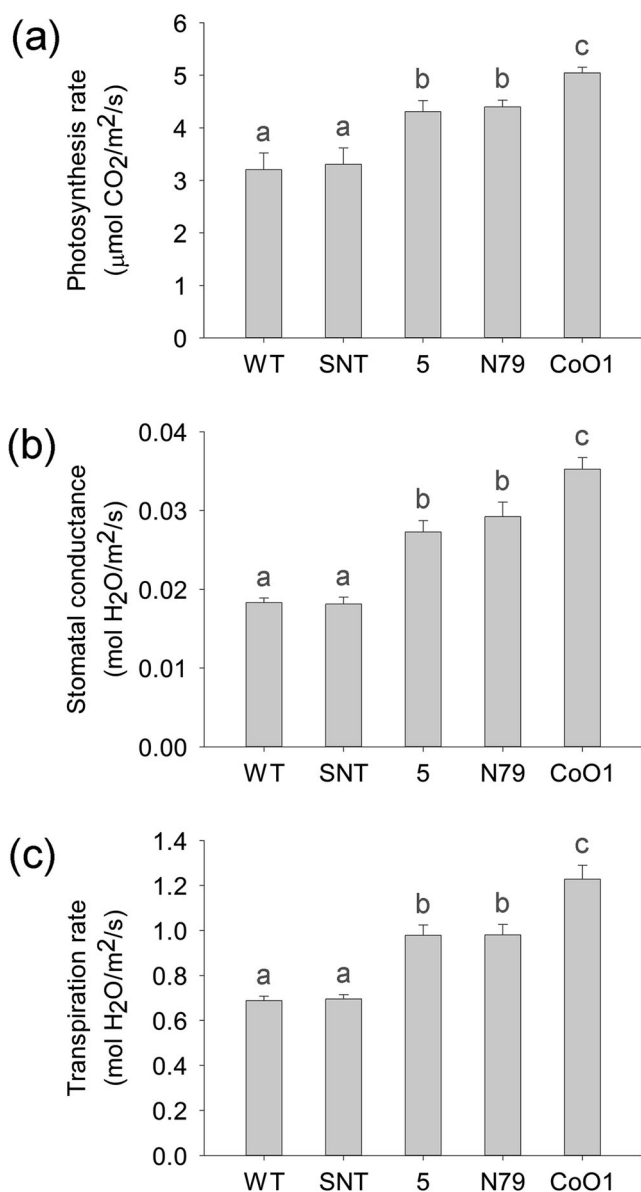 (a)
Photosynthesis rate
(μmol CO2/m2/s)
6
5
4
3
2
1
0
a
a
b
b
c
WT SNT 5 N79 CoO1
(b)
Stomatal conductance
(mol H2O/m2/s)
0.04
0.03
0.02
0.01
0.00
a
a
b
b
c
WT SNT 5 N79 CoO1
(c)
Transpiration rate
(mol H2O/m2/s)
1.4
1.2
1.0
0.8
0.6
0.4
0.2
0.0
a
a
b
b
c
WT SNT 5 N79 CoO1